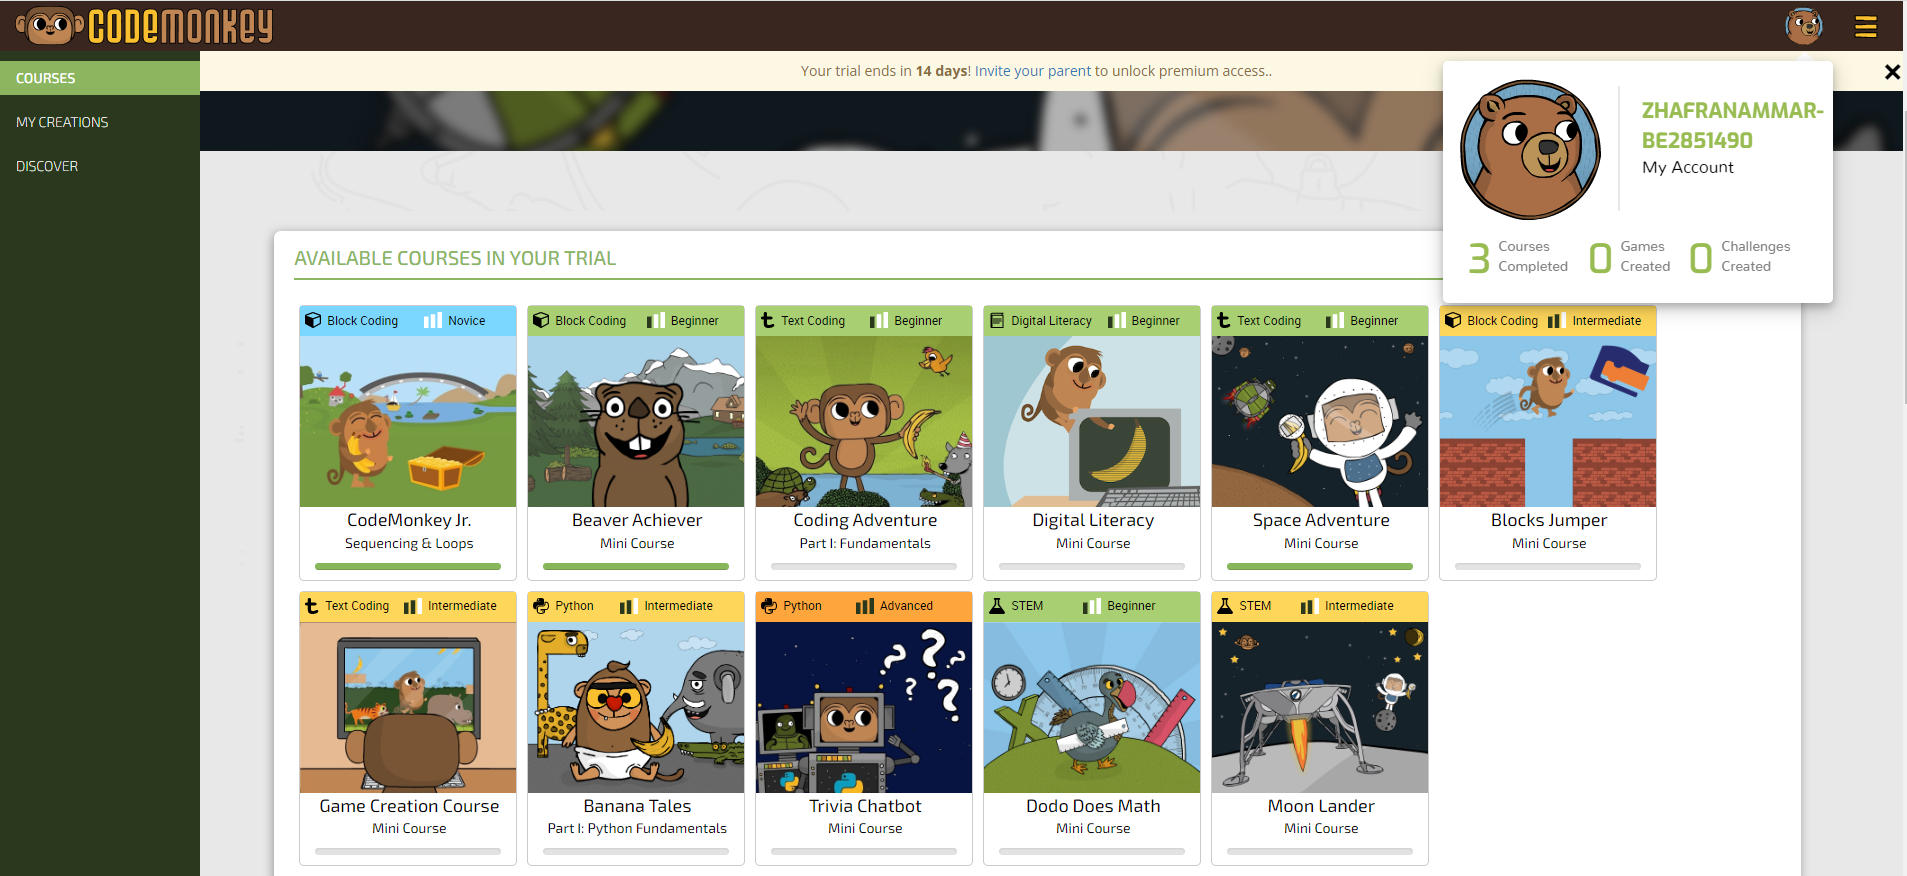 CODEMONKEY
COURSES
MY CREATIONS
DISCOVER
Your trial ends in 14 days! Invite your parent to unlock premium access..
ZHAFRANAMMAR-
BE2851490
My Account
3 Courses Completed
0 Games Created
0 Challenges Created
AVAILABLE COURSES IN YOUR TRIAL
Block Coding Novice
CodeMonkey Jr.
Sequencing & Loops
Block Coding Beginner
Beaver Achiever
Mini Course
Text Coding Beginner
Coding Adventure
Part I: Fundamentals
Digital Literacy Beginner
Digital Literacy
Mini Course
Text Coding Beginner
Space Adventure
Mini Course
Block Coding Intermediate
Blocks Jumper
Mini Course
Text Coding Intermediate
Game Creation Course
Mini Course
Python Intermediate
Banana Tales
Part I: Python Fundamentals
Python Advanced
? ? ? ? ?
Trivia Chatbot
Mini Course
STEM Beginner
Dodo Does Math
Mini Course
STEM Intermediate
Moon Lander
Mini Course